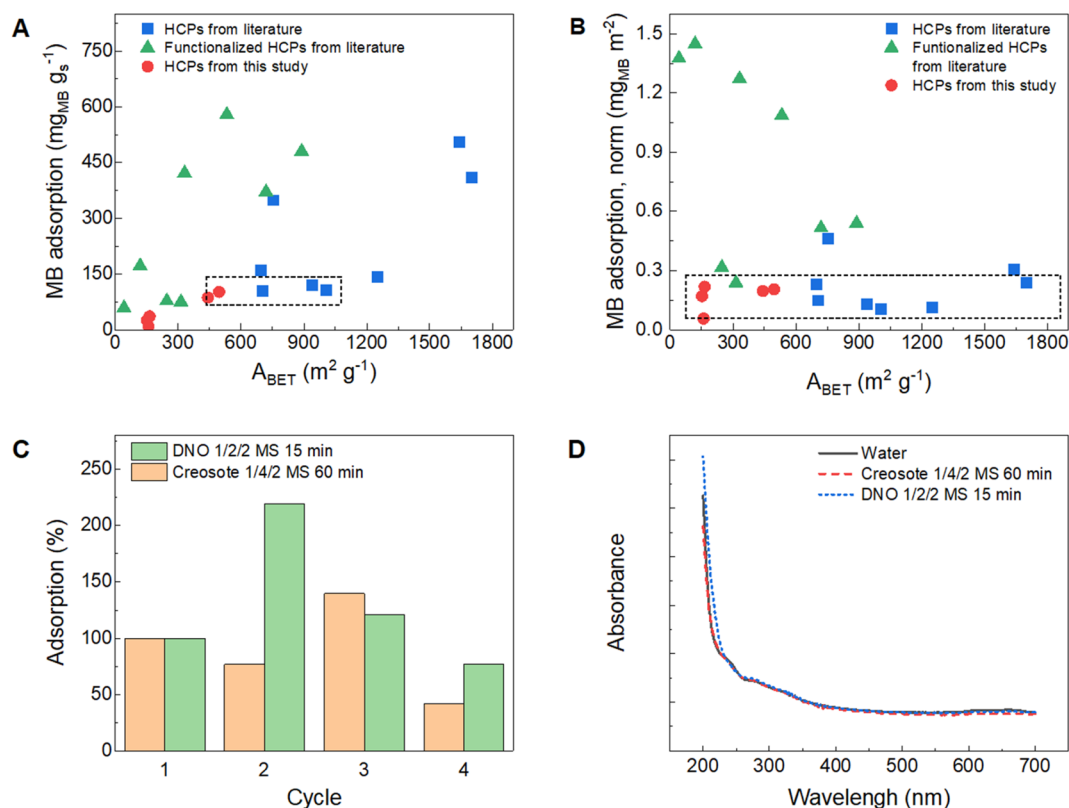 A
HCPs from literature
Functionalized HCPs from literature
HCPs from this study
MB adsorption (mg_MB g_s⁻¹)
750
600
450
300
150
0
0 300 600 900 1200 1500 1800
A_BET (m² g⁻¹)
B
HCPs from literature
Funtionalized HCPs
from literature
HCPs from this study
MB adsorption, norm (mg_MB m⁻²)
1.5
1.2
0.9
0.6
0.3
0.0
0 300 600 900 1200 1500 1800
A_BET (m² g⁻¹)
C
DNO 1/2/2 MS 15 min
Creosote 1/4/2 MS 60 min
Adsorption (%)
250
200
150
100
50
0
1 2 3 4
Cycle
D
Water
Creosote 1/4/2 MS 60 min
DNO 1/2/2 MS 15 min
Absorbance
200 300 400 500 600 700
Wavelengh (nm)